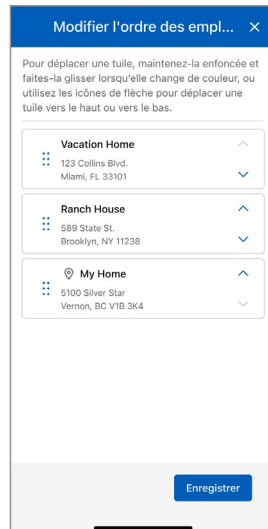 Modifier l'ordre des empl...
Pour déplacer une tuile, maintenez-la enfoncée et
faites-la glisser lorsqu'elle change de couleur, ou
utilisez les icônes de flèche pour déplacer une
tuile vers le haut ou vers le bas.
Vacation Home
123 Collins Blvd.
Miami, FL 33101
Ranch House
589 State St.
Brooklyn, NY 11238
My Home
5100 Silver Star
Vernon, BC V1B 3K4
Enregistrer